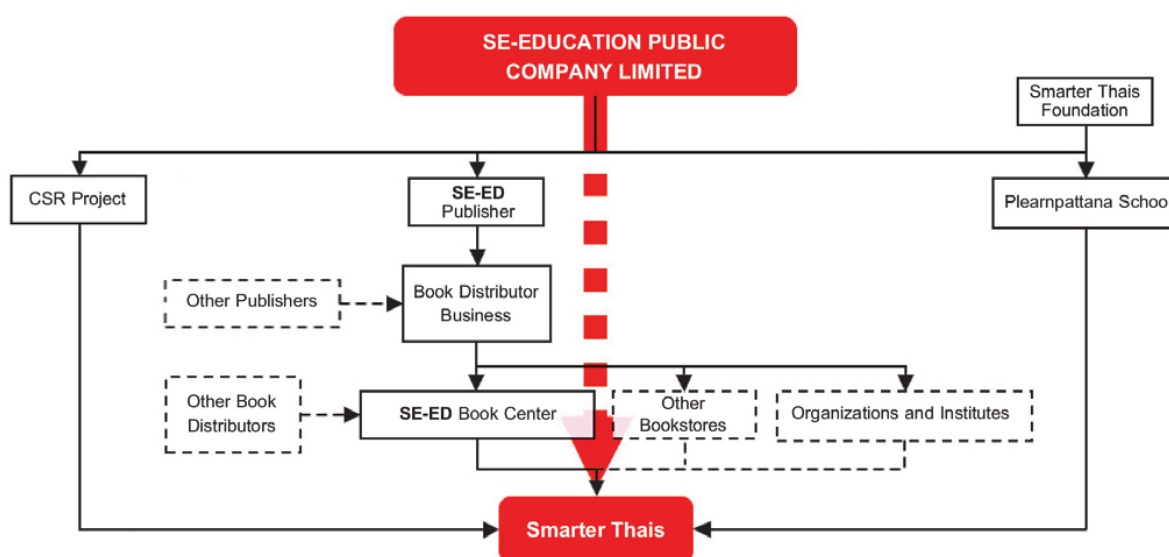 SE-EDUCATION PUBLIC
COMPANY LIMITED
Smarter Thais
Foundation
CSR Project
SE-ED
Publisher
Plearnpattana School
Other Publishers
Book Distributor
Business
Other Book
Distributors
SE-ED Book Center
Other
Bookstores
Organizations and Institutes
Smarter Thais